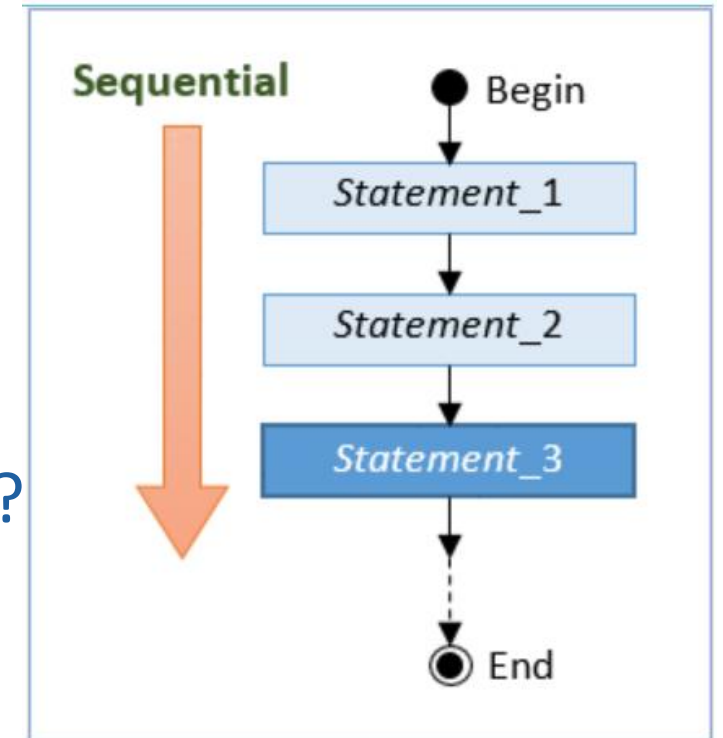 Sequential
Begin
Statement_1
Statement_2
Statement_3
?
End